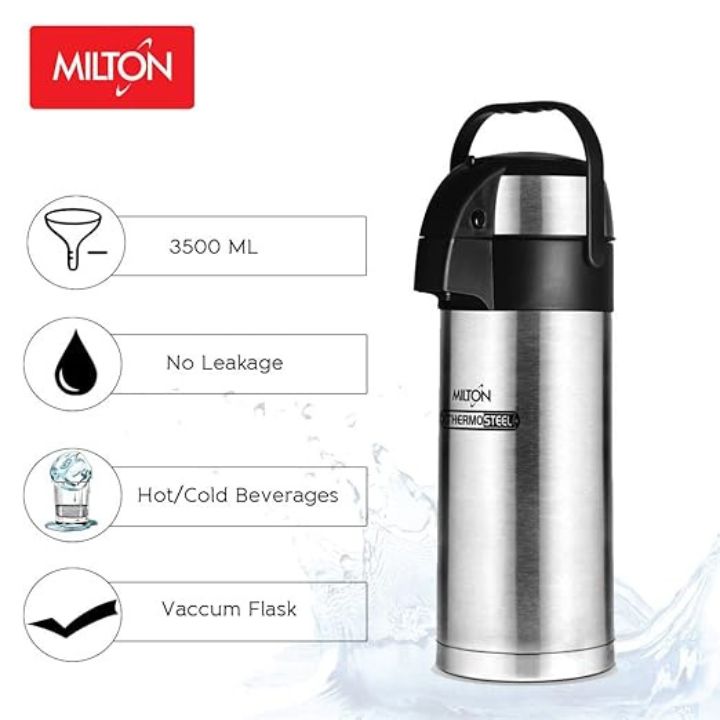 MILTON
3500 ML
No Leakage
Hot/Cold Beverages
Vaccum Flask
MILTON
THERMOSTEEL